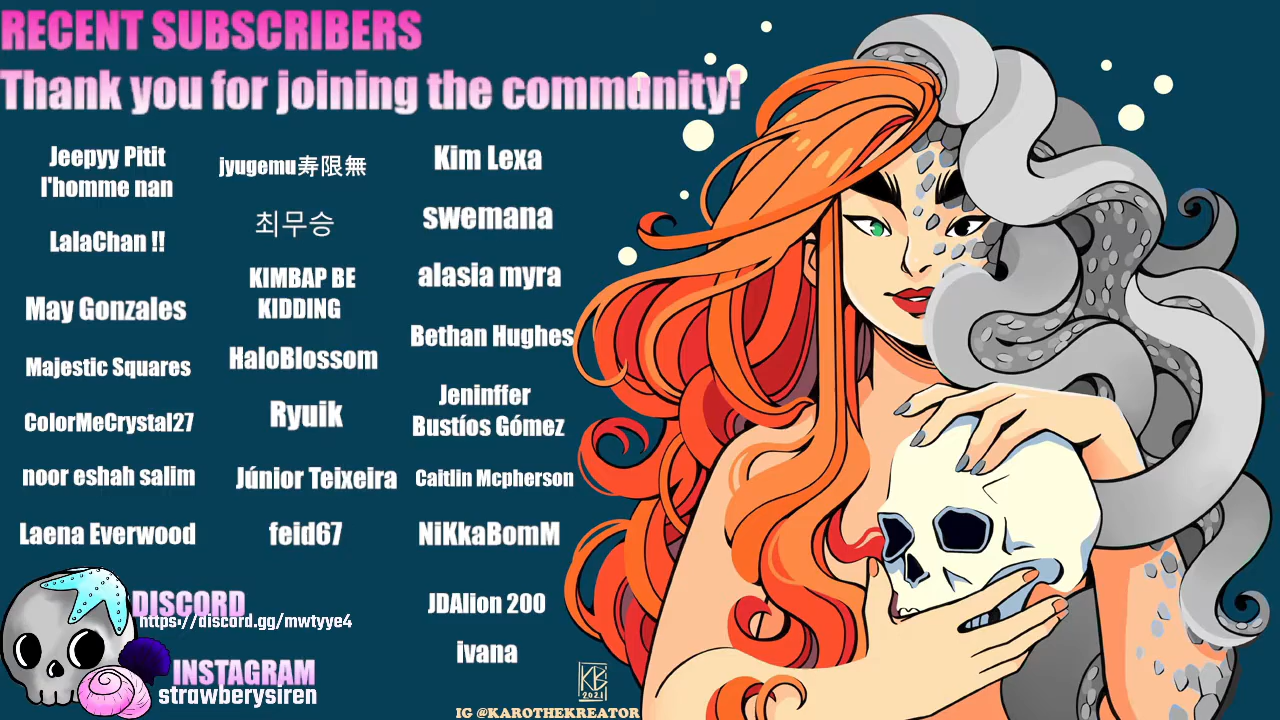 RECENT SUBSCRIBERS
Thank you for joining the community!
Jeepyy Pitit
l'homme nan
LalaChan !!
May Gonzales
Majestic Squares
ColorMeCrystal27
noor eshah salim
Laena Everwood
jyugemu寿限無
최무승
KIMBAP BE
KIDDING
HaloBlossom
Ryuik
Júnior Teixeira
feid67
Kim Lexa
swemana
alasia myra
Bethan Hughes
Jeninffer
Bustíos Gómez
Caitlin Mcpherson
NiKkaBomM
JDAlion 200
ivana
DISCORD
https://discord.gg/mwtyye4
INSTAGRAM
strawberysiren
KB
2021
IG @KAROTHEKREATOR